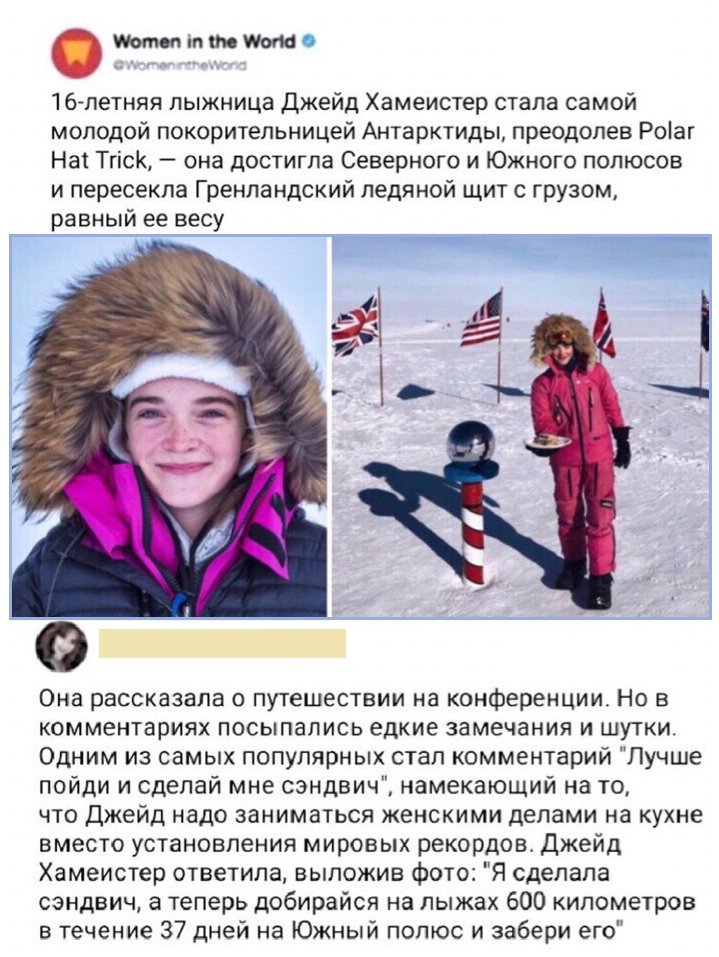 Women in the World
@WomenintheWorld
16-летняя лыжница Джейд Хамеистер стала самой
молодой покорительницей Антарктиды, преодолев Polar
Hat Trick, — она достигла Северного и Южного полюсов
и пересекла Гренландский ледяной щит с грузом,
равный ее весу
Она рассказала о путешествии на конференции. Но в
комментариях посыпались едкие замечания и шутки.
Одним из самых популярных стал комментарий "Лучше
пойди и сделай мне сэндвич", намекающий на то,
что Джейд надо заниматься женскими делами на кухне
вместо установления мировых рекордов. Джейд
Хамеистер ответила, выложив фото: "Я сделала
сэндвич, а теперь добирайся на лыжах 600 километров
в течение 37 дней на Южный полюс и забери его"